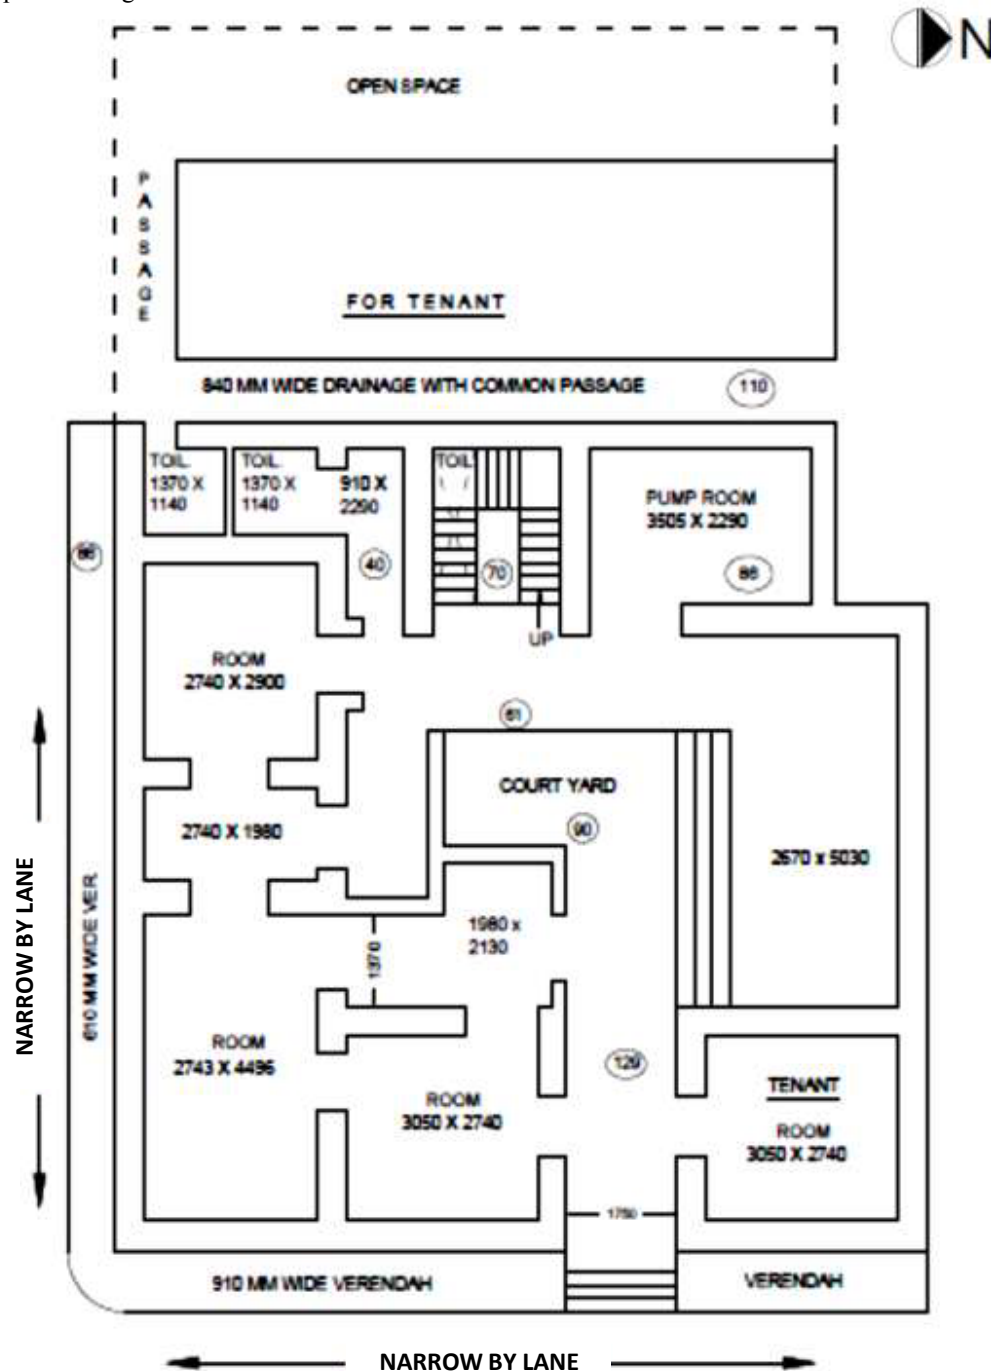 N
OPEN SPACE
PASSAGE
FOR TENANT
840 MM WIDE DRAINAGE WITH COMMON PASSAGE
110
TOIL.
1370 X
1140
TOIL.
1370 X
1140
910 X
2290
TOIL
PUMP ROOM
3505 X 2290
40
70
86
UP
ROOM
2740 X 2900
61
COURT YARD
90
2740 X 1980
2670 x 5030
NARROW BY LANE
610 MM WIDE VER.
1980 x
2130
1370
ROOM
2743 X 4496
120
ROOM
3050 X 2740
TENANT
ROOM
3050 X 2740
910 MM WIDE VERENDAH
VERENDAH
NARROW BY LANE